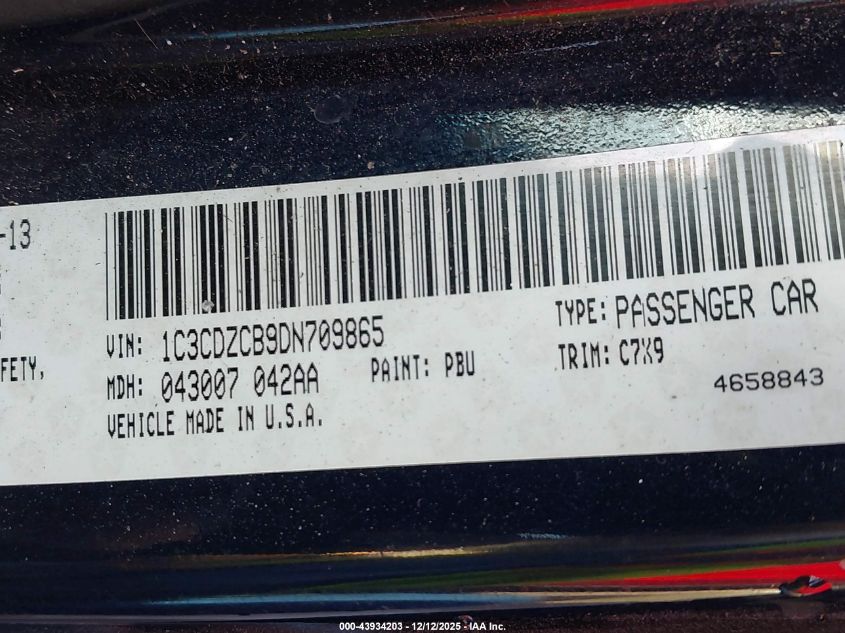 -13
FETY,
VIN: 1C3CDZCB9DN709865
TYPE: PASSENGER CAR
MDH: 043007 042AA
PAINT: PBU
TRIM: C7X9
VEHICLE MADE IN U.S.A.
4658843
000-43934203 - 12/12/2025 - IAA Inc.